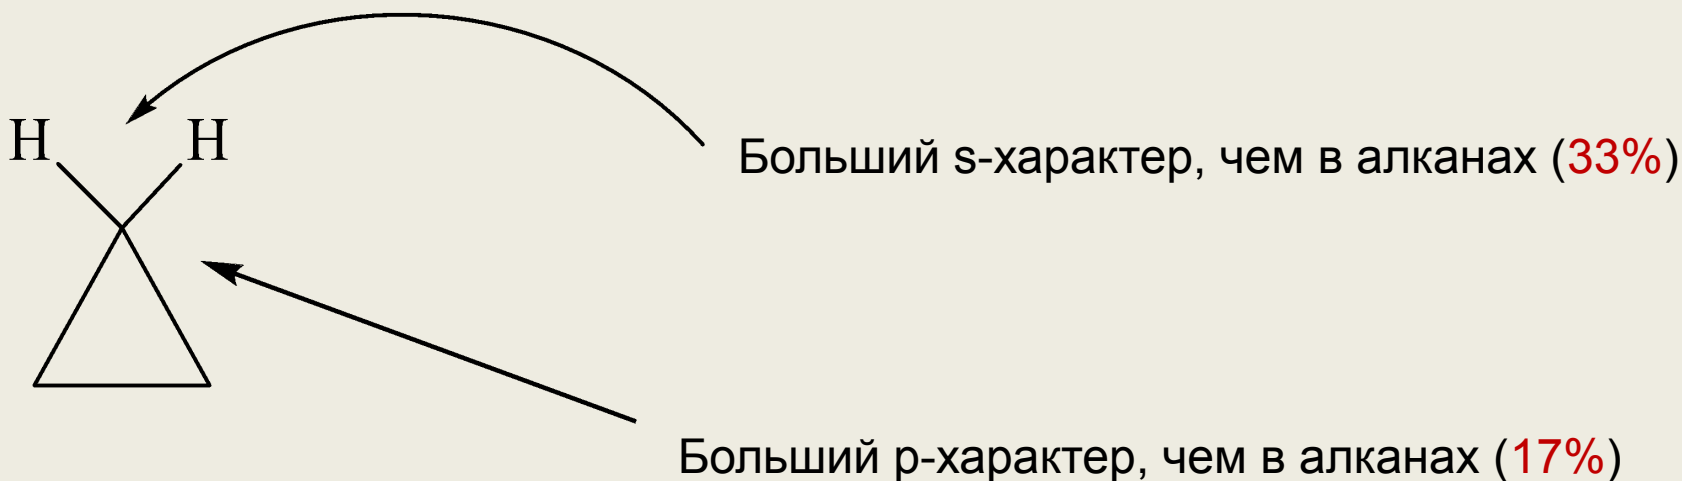 H H
Больший s-характер, чем в алканах (33%)
Больший p-характер, чем в алканах (17%)